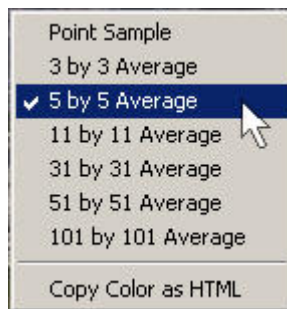 Point Sample
3 by 3 Average
5 by 5 Average
11 by 11 Average
31 by 31 Average
51 by 51 Average
101 by 101 Average
Copy Color as HTML